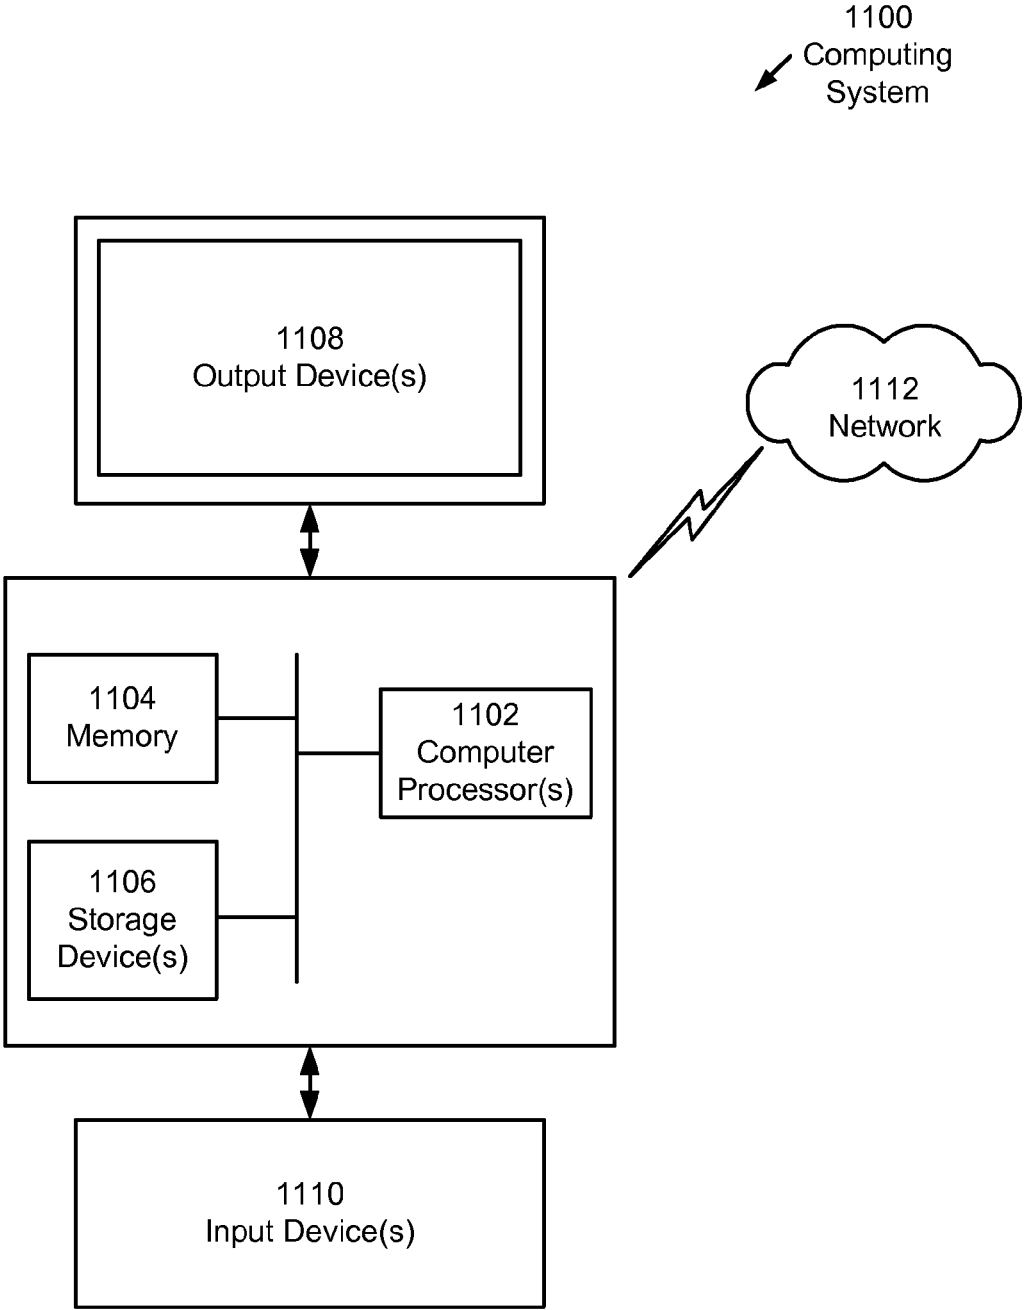 1100
Computing
System
1108
Output Device(s)
1112
Network
1104
Memory
1102
Computer
Processor(s)
1106
Storage
Device(s)
1110
Input Device(s)